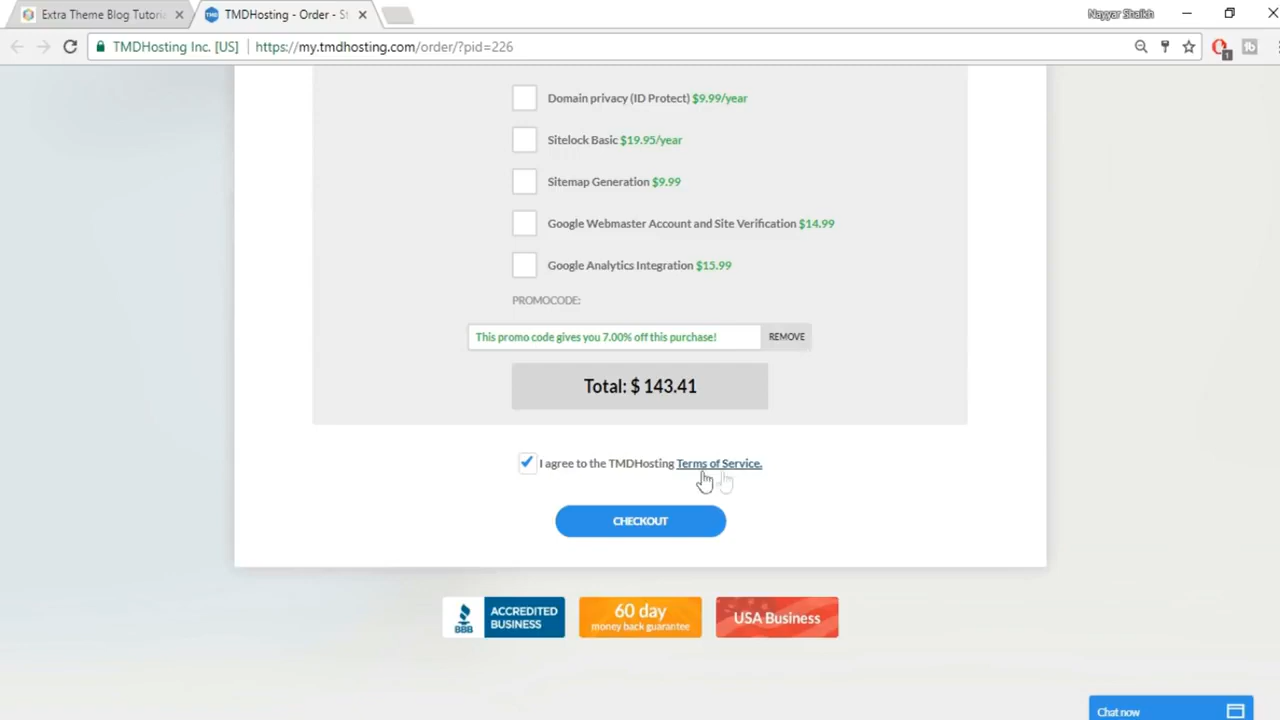 Extra Theme Blog Tutori
TMDHosting - Order - S
Nayyar Shaikh
TMDHosting Inc. [US]
https://my.tmdhosting.com/order/?pid=226
1
Domain privacy (ID Protect) $9.99/year
Sitelock Basic $19.95/year
Sitemap Generation $9.99
Google Webmaster Account and Site Verification $14.99
Google Analytics Integration $15.99
PROMOCODE:
This promo code gives you 7.00% off this purchase!
REMOVE
Total: $ 143.41
I agree to the TMDHosting Terms of Service.
CHECKOUT
BBB
ACCREDITED
BUSINESS
60 day
money back guarantee
USA Business
Chat now